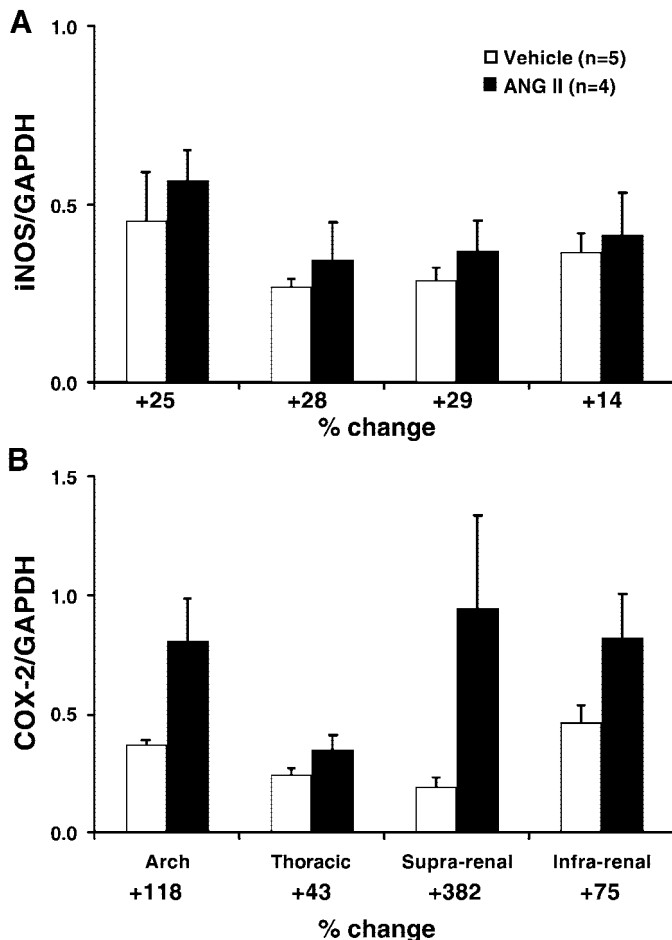 A
1.0
Vehicle (n=5)
ANG II (n=4)
iNOS/GAPDH
0.5
0.0
+25 +28 +29 +14
% change
B
1.5
COX-2/GAPDH
1.0
0.5
0.0
Arch Thoracic Supra-renal Infra-renal
+118 +43 +382 +75
% change